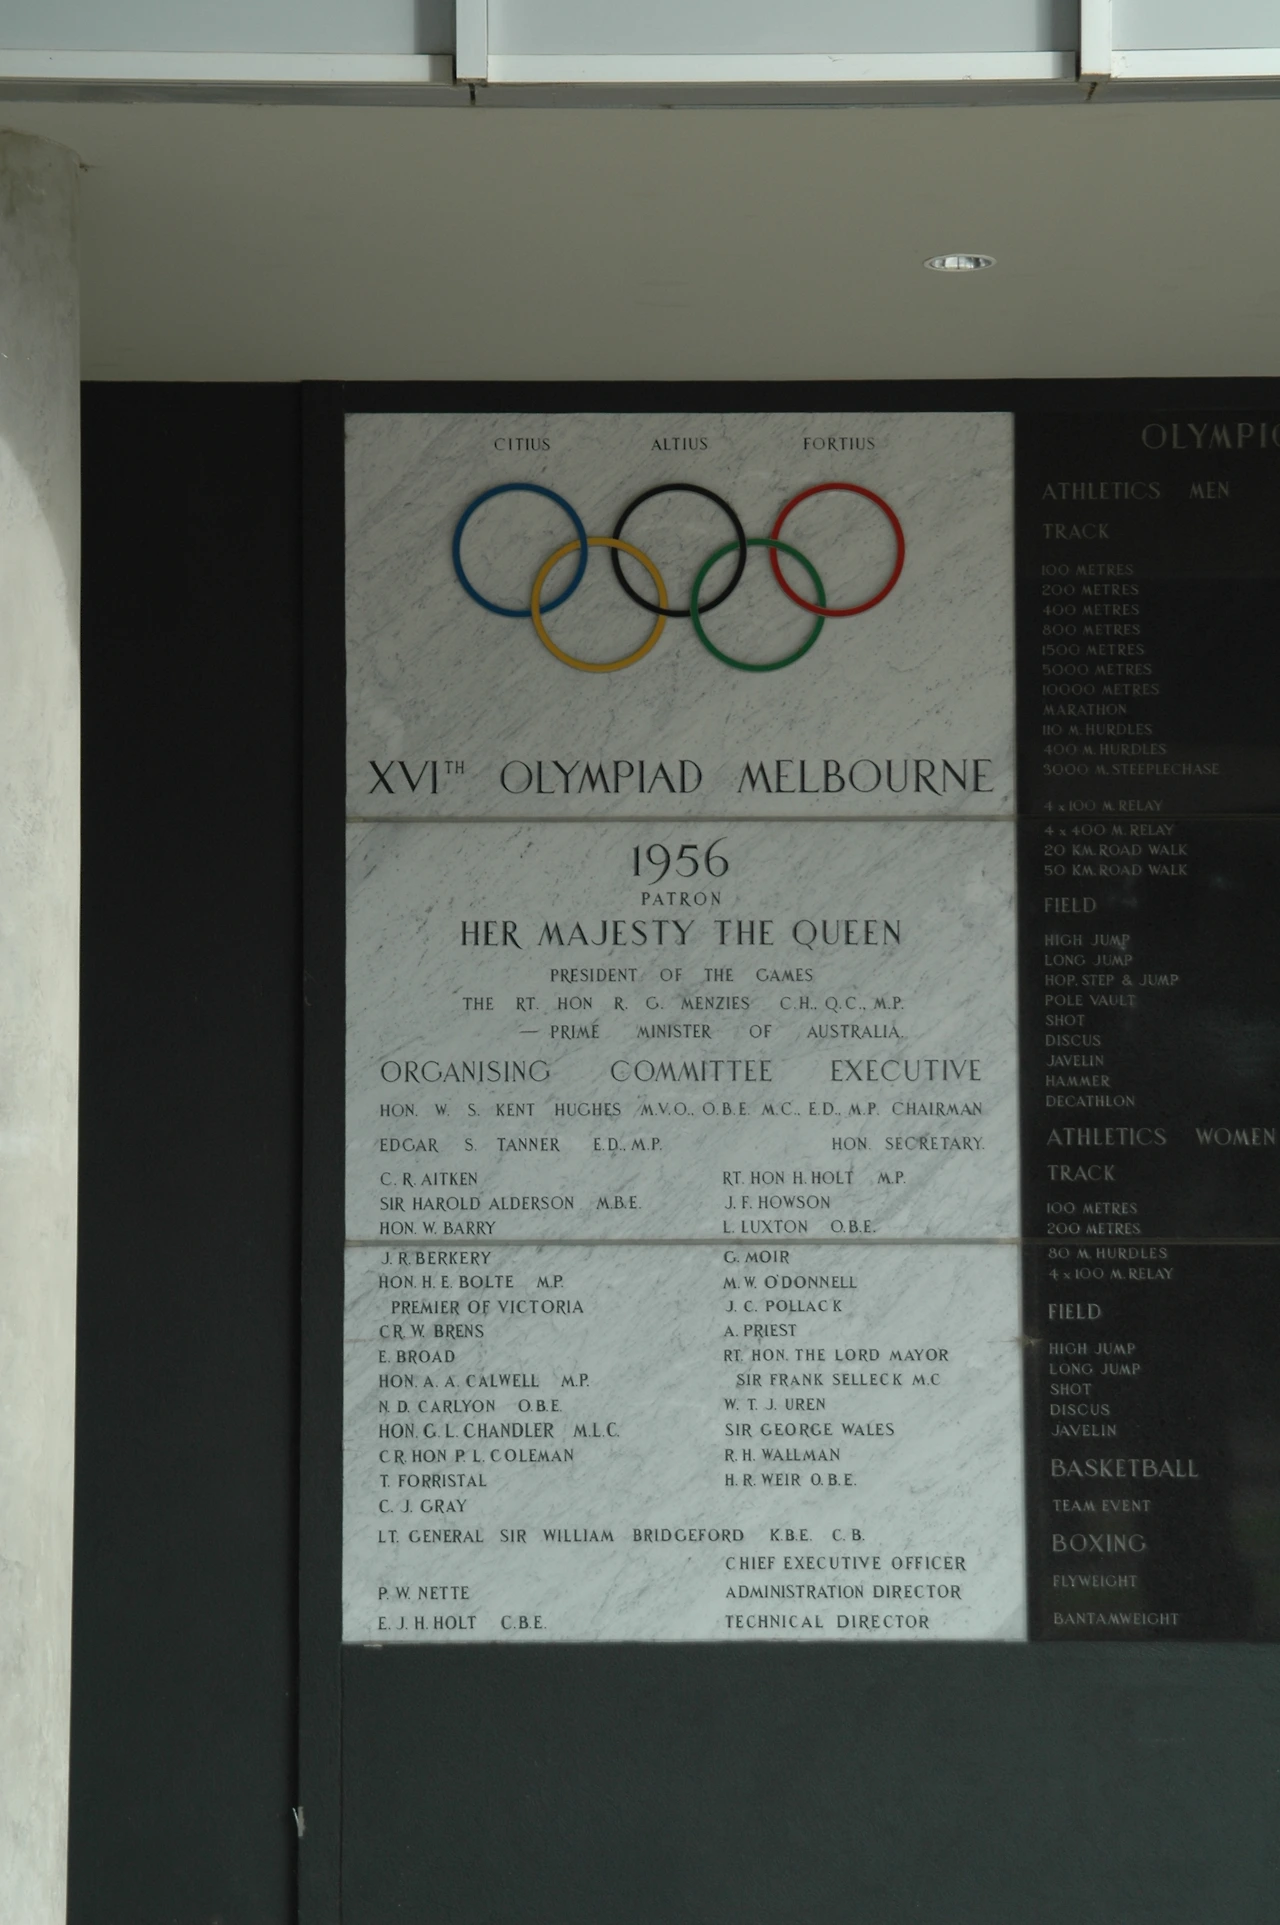 CITIUS ALTIUS FORTIUS
XVITH OLYMPIAD MELBOURNE
1956
PATRON
HER MAJESTY THE QUEEN
PRESIDENT OF THE GAMES
THE RT. HON R. G. MENZIES C.H., Q.C., M.P.
— PRIME MINISTER OF AUSTRALIA.
ORGANISING COMMITTEE EXECUTIVE
HON. W. S. KENT HUGHES M.V.O., O.B.E. M.C., E.D., M.P. CHAIRMAN
EDGAR S. TANNER E.D., M.P. HON. SECRETARY.
C. R. AITKEN
SIR HAROLD ALDERSON M.B.E.
HON. W. BARRY
J. R. BERKERY
HON. H. E. BOLTE M.P.
PREMIER OF VICTORIA
CR. W. BRENS
E. BROAD
HON. A. A. CALWELL M.P.
N. D. CARLYON O.B.E.
HON. G. L. CHANDLER M.L.C.
CR. HON P. L. COLEMAN
T. FORRISTAL
C. J. GRAY
RT. HON H. HOLT M.P.
J. F. HOWSON
L. LUXTON O.B.E.
G. MOIR
M. W. O'DONNELL
J. C. POLLACK
A. PRIEST
RT. HON. THE LORD MAYOR
SIR FRANK SELLECK M.C
W. T. J. UREN
SIR GEORGE WALES
R. H. WALLMAN
H. R. WEIR O.B.E.
LT. GENERAL SIR WILLIAM BRIDGEFORD K.B.E. C.B.
CHIEF EXECUTIVE OFFICER
P. W. NETTE ADMINISTRATION DIRECTOR
E. J. H. HOLT C.B.E. TECHNICAL DIRECTOR
OLYMPIC
ATHLETICS MEN
TRACK
100 METRES
200 METRES
400 METRES
800 METRES
1500 METRES
5000 METRES
10000 METRES
MARATHON
110 M. HURDLES
400 M. HURDLES
3000 M. STEEPLECHASE
4 x 100 M. RELAY
4 x 400 M. RELAY
20 KM. ROAD WALK
50 KM. ROAD WALK
FIELD
HIGH JUMP
LONG JUMP
HOP, STEP & JUMP
POLE VAULT
SHOT
DISCUS
JAVELIN
HAMMER
DECATHLON
ATHLETICS WOMEN
TRACK
100 METRES
200 METRES
80 M. HURDLES
4 x 100 M. RELAY
FIELD
HIGH JUMP
LONG JUMP
SHOT
DISCUS
JAVELIN
BASKETBALL
TEAM EVENT
BOXING
FLYWEIGHT
BANTAMWEIGHT